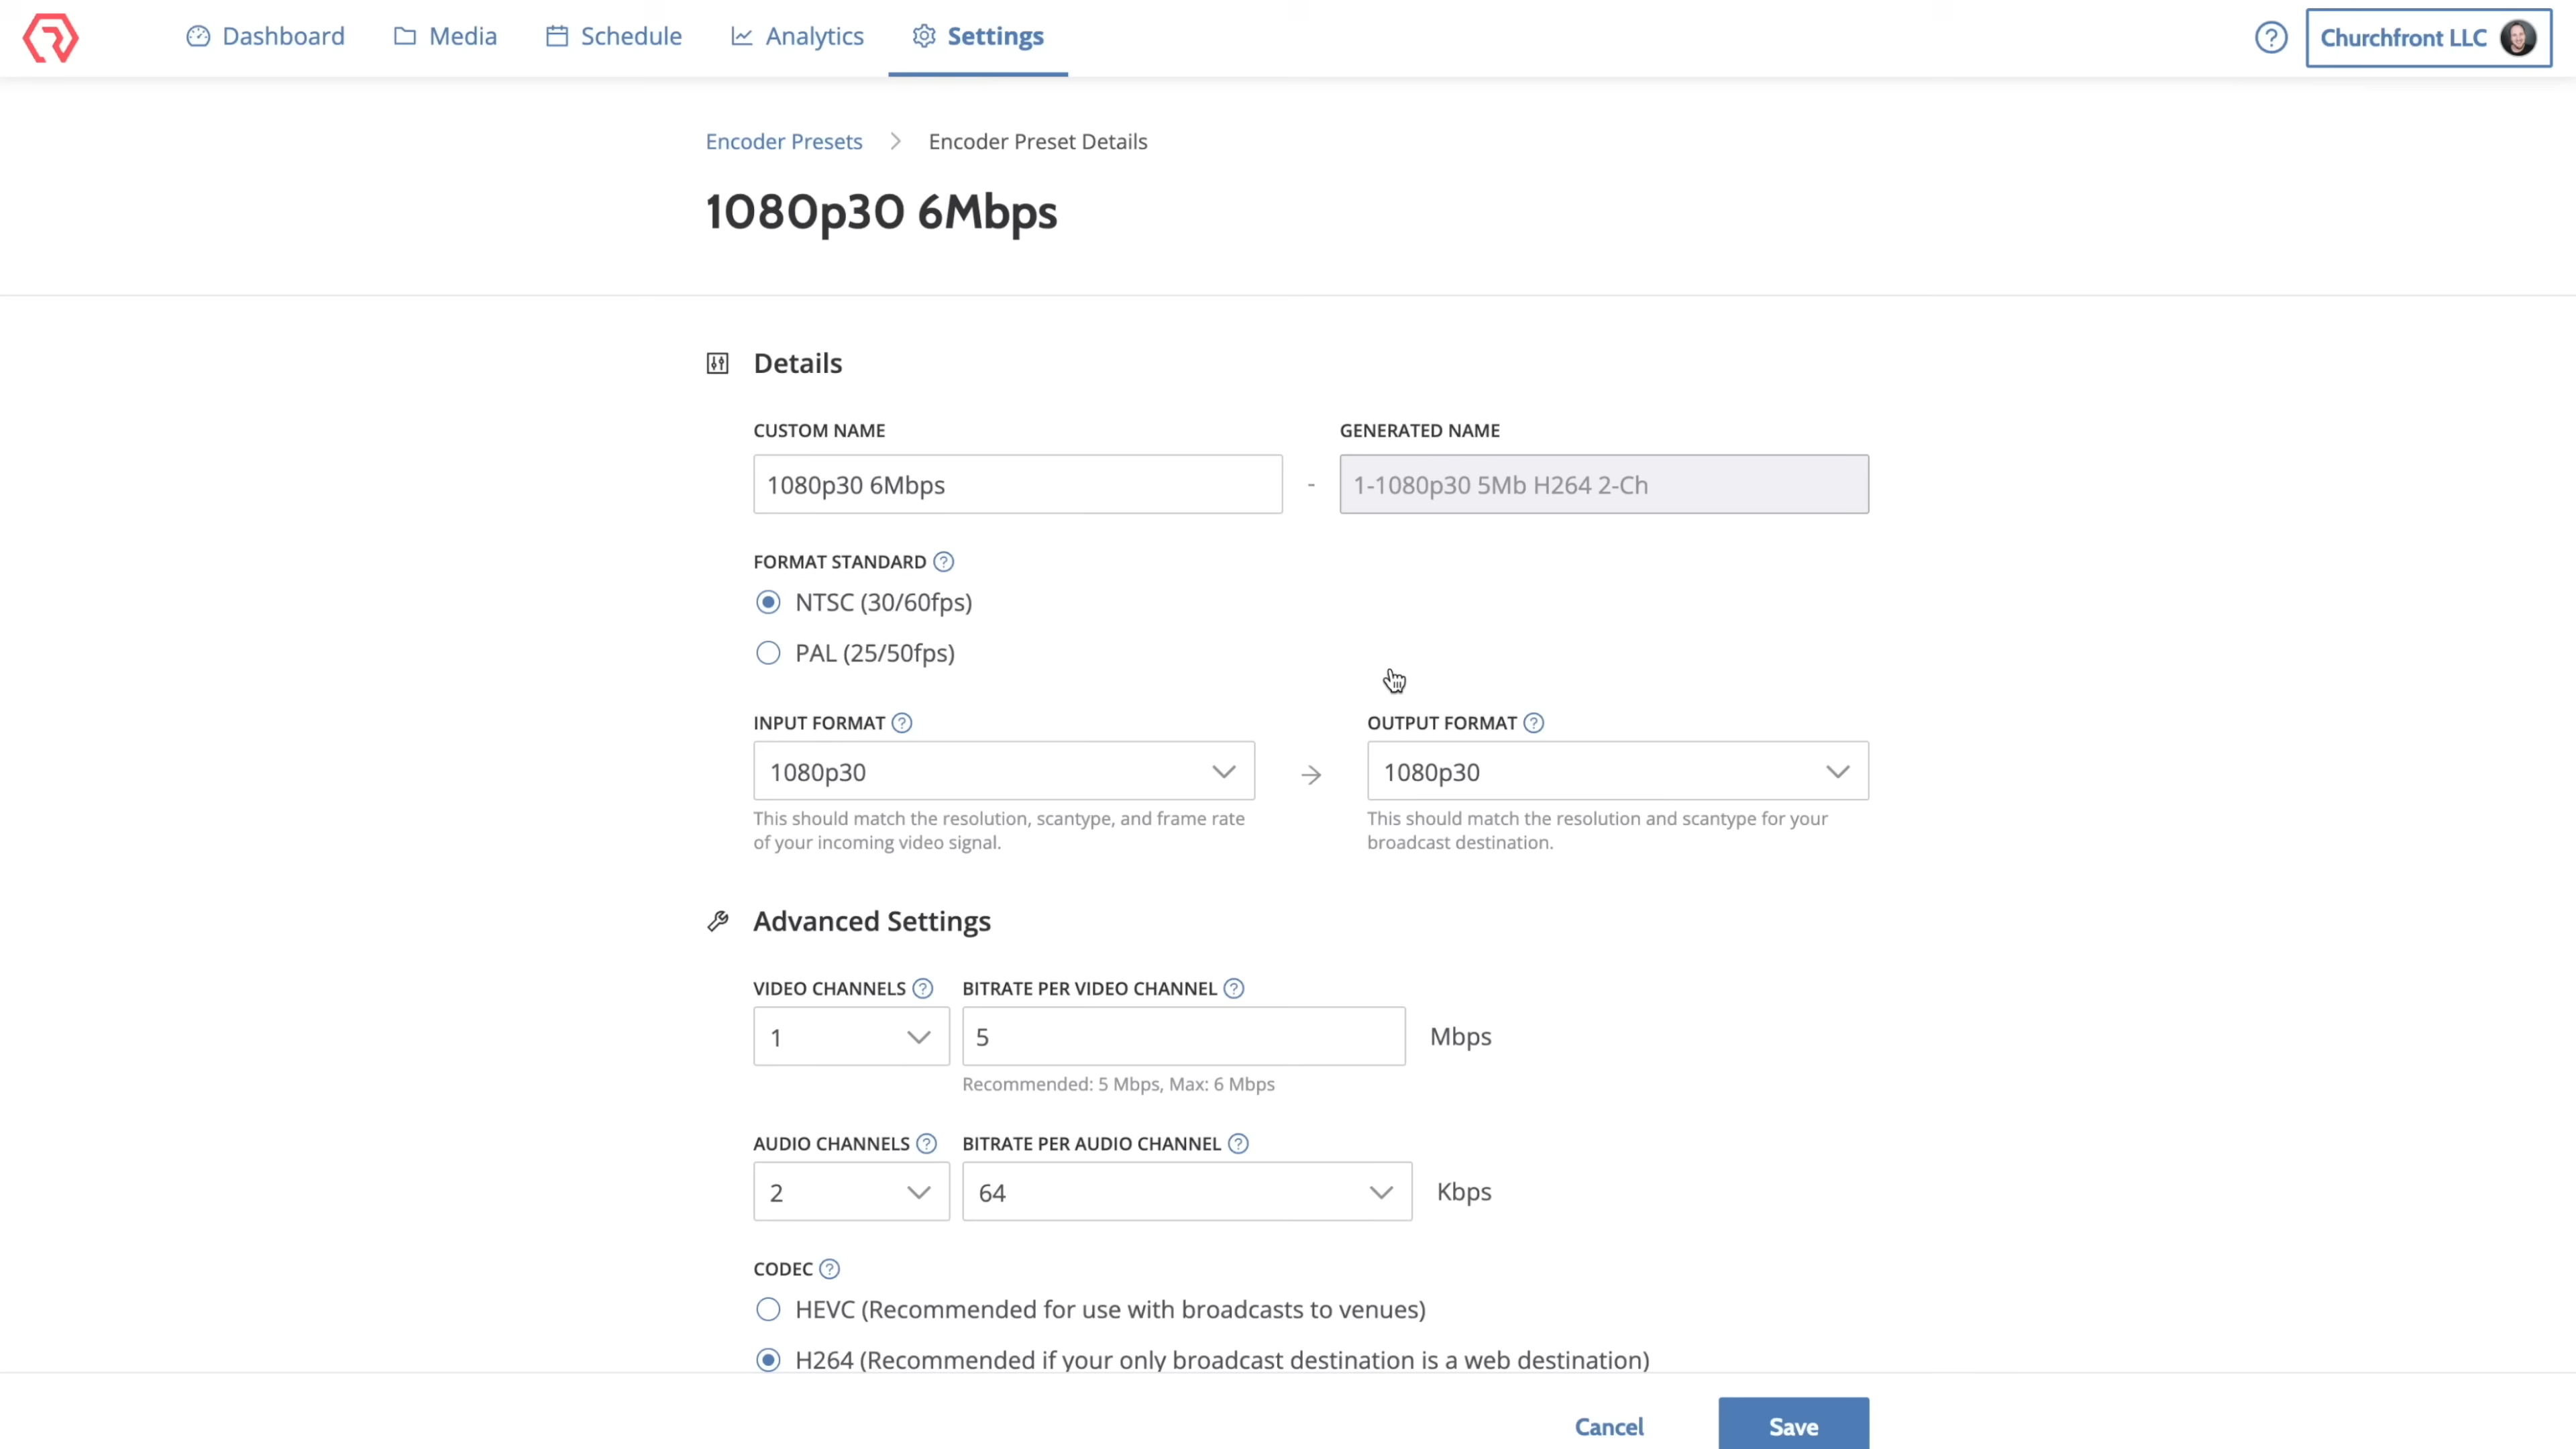 Dashboard Media Schedule Analytics Settings ? Churchfront LLC
Encoder Presets > Encoder Preset Details
1080p30 6Mbps
Details
CUSTOM NAME GENERATED NAME
1080p30 6Mbps - 1-1080p30 5Mb H264 2-Ch
FORMAT STANDARD ?
NTSC (30/60fps)
PAL (25/50fps)
INPUT FORMAT ? OUTPUT FORMAT ?
1080p30 → 1080p30
This should match the resolution, scantype, and frame rate
of your incoming video signal.
This should match the resolution and scantype for your
broadcast destination.
Advanced Settings
VIDEO CHANNELS ? BITRATE PER VIDEO CHANNEL ?
1 5 Mbps
Recommended: 5 Mbps, Max: 6 Mbps
AUDIO CHANNELS ? BITRATE PER AUDIO CHANNEL ?
2 64 Kbps
CODEC ?
HEVC (Recommended for use with broadcasts to venues)
H264 (Recommended if your only broadcast destination is a web destination)
Cancel Save